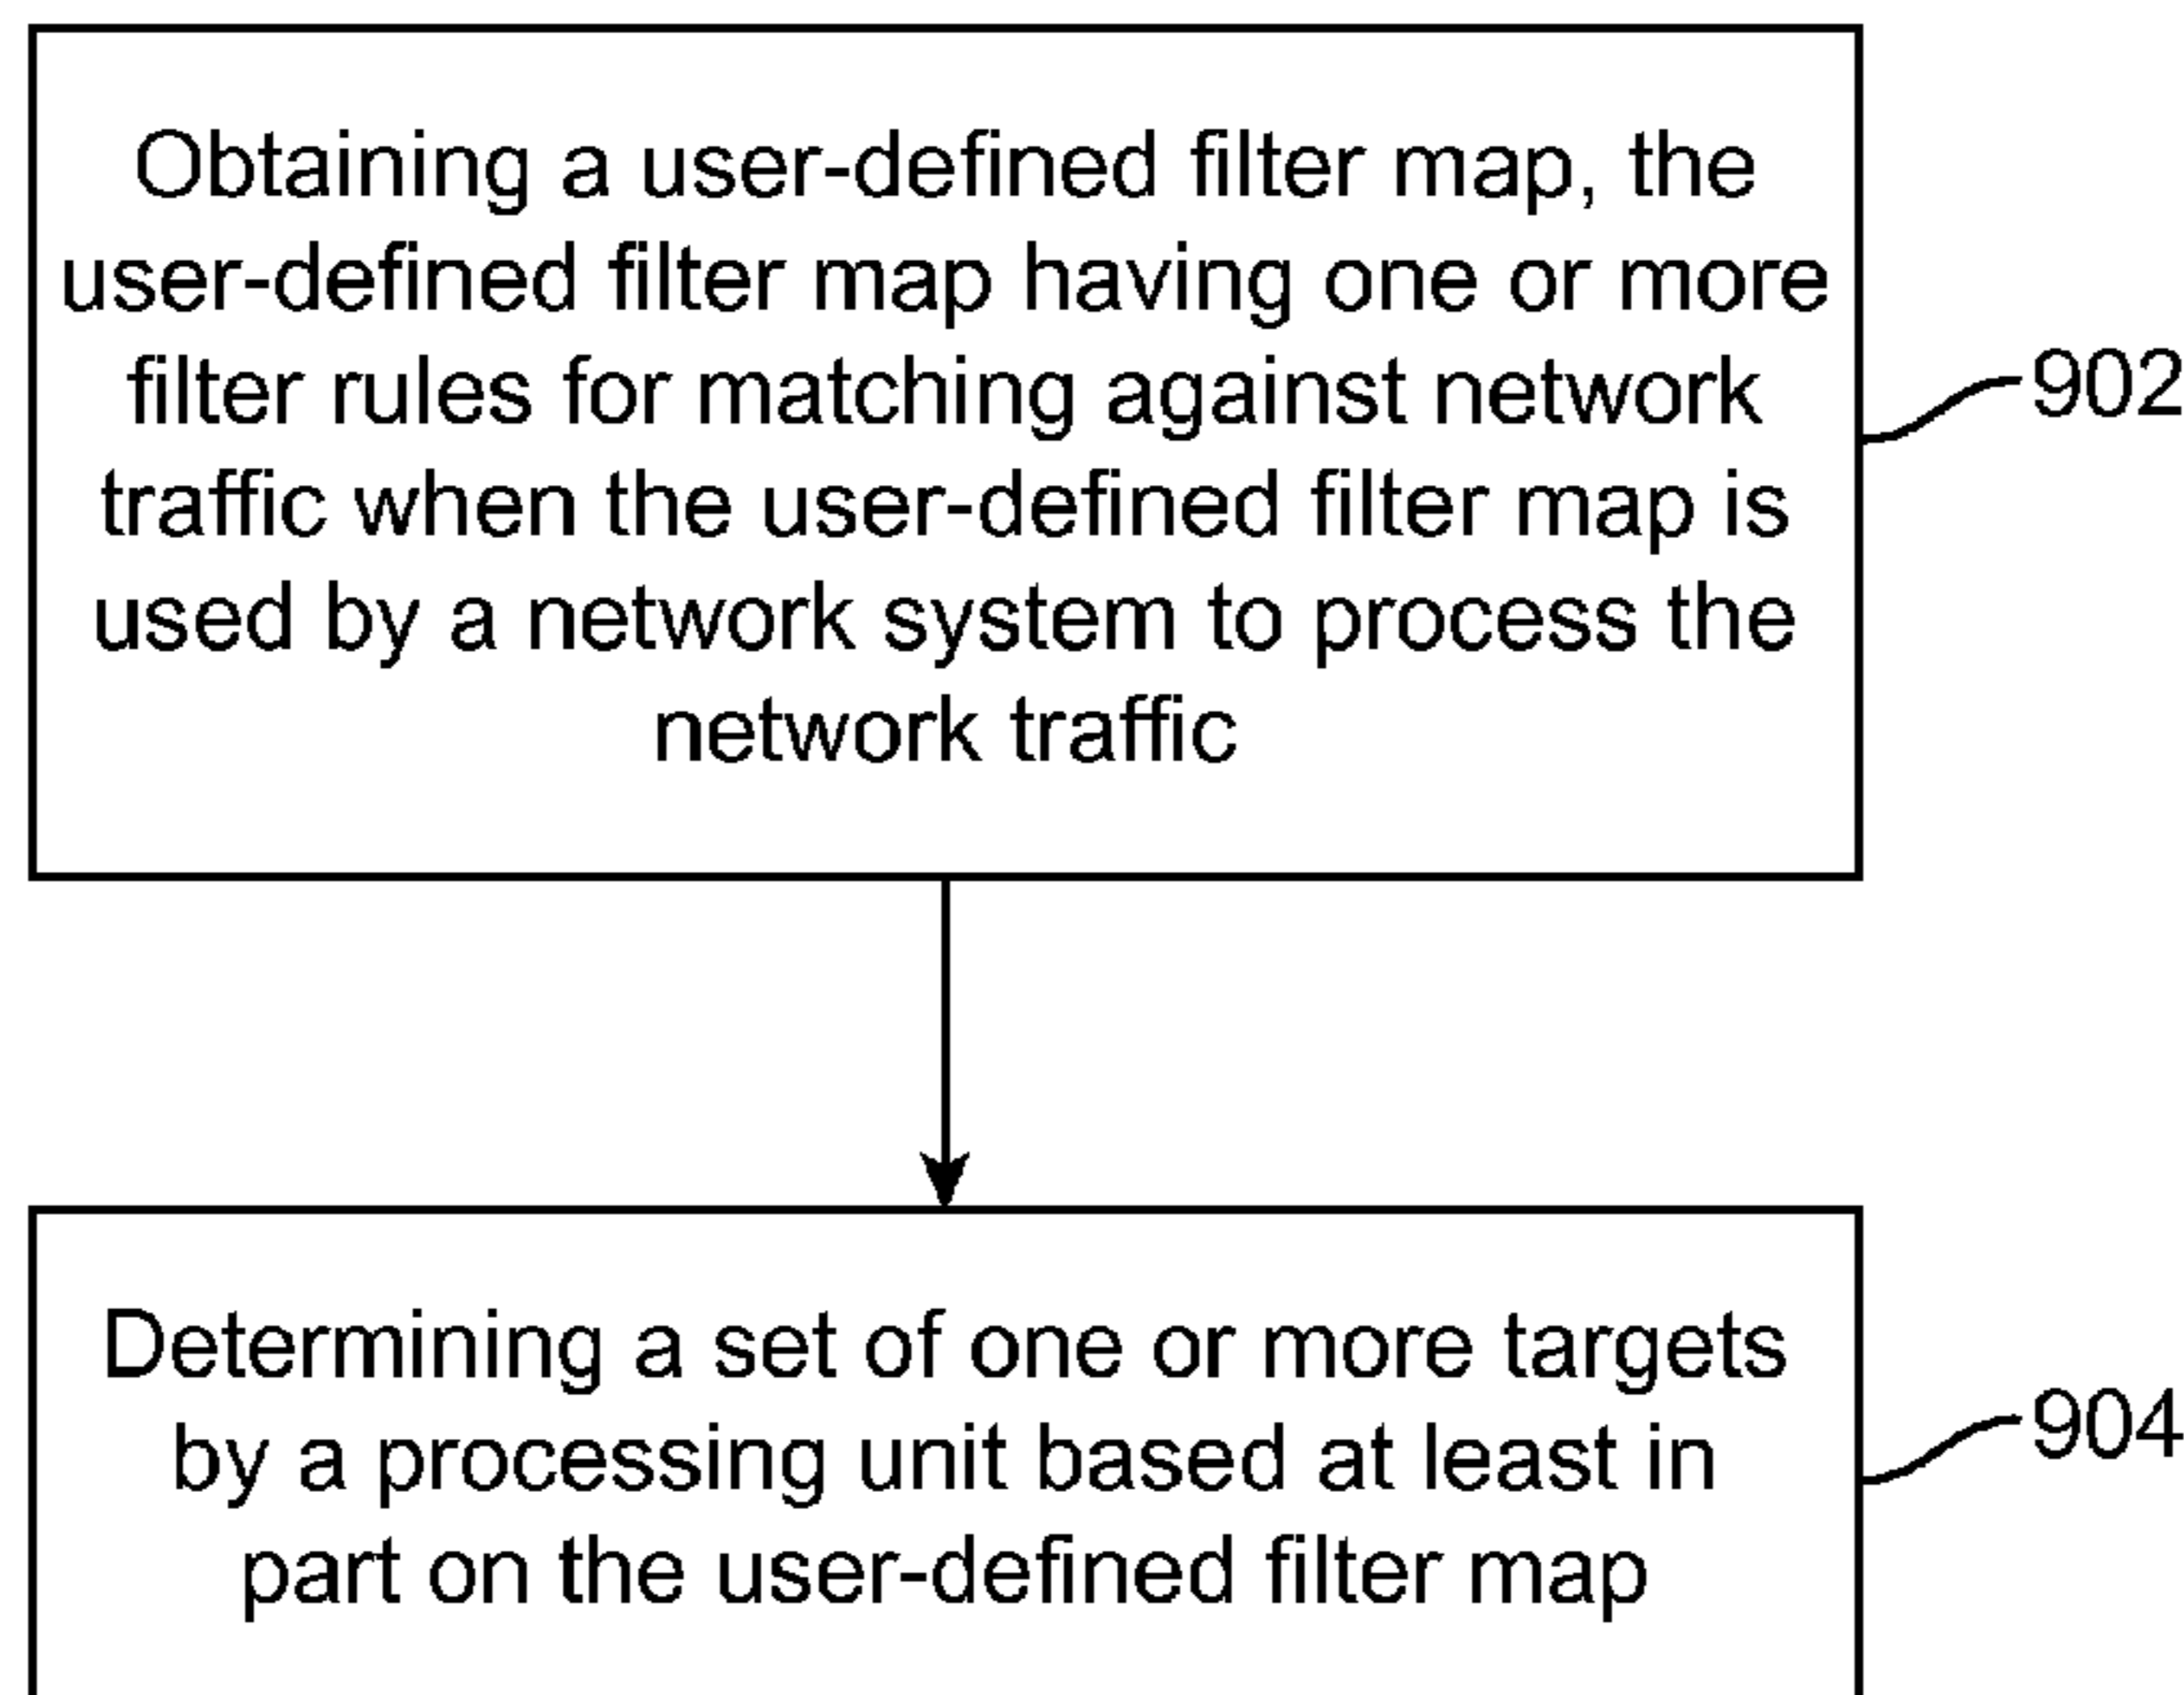 Obtaining a user-defined filter map, the
user-defined filter map having one or more
filter rules for matching against network
traffic when the user-defined filter map is
used by a network system to process the
network traffic
902
Determining a set of one or more targets
by a processing unit based at least in
part on the user-defined filter map
904